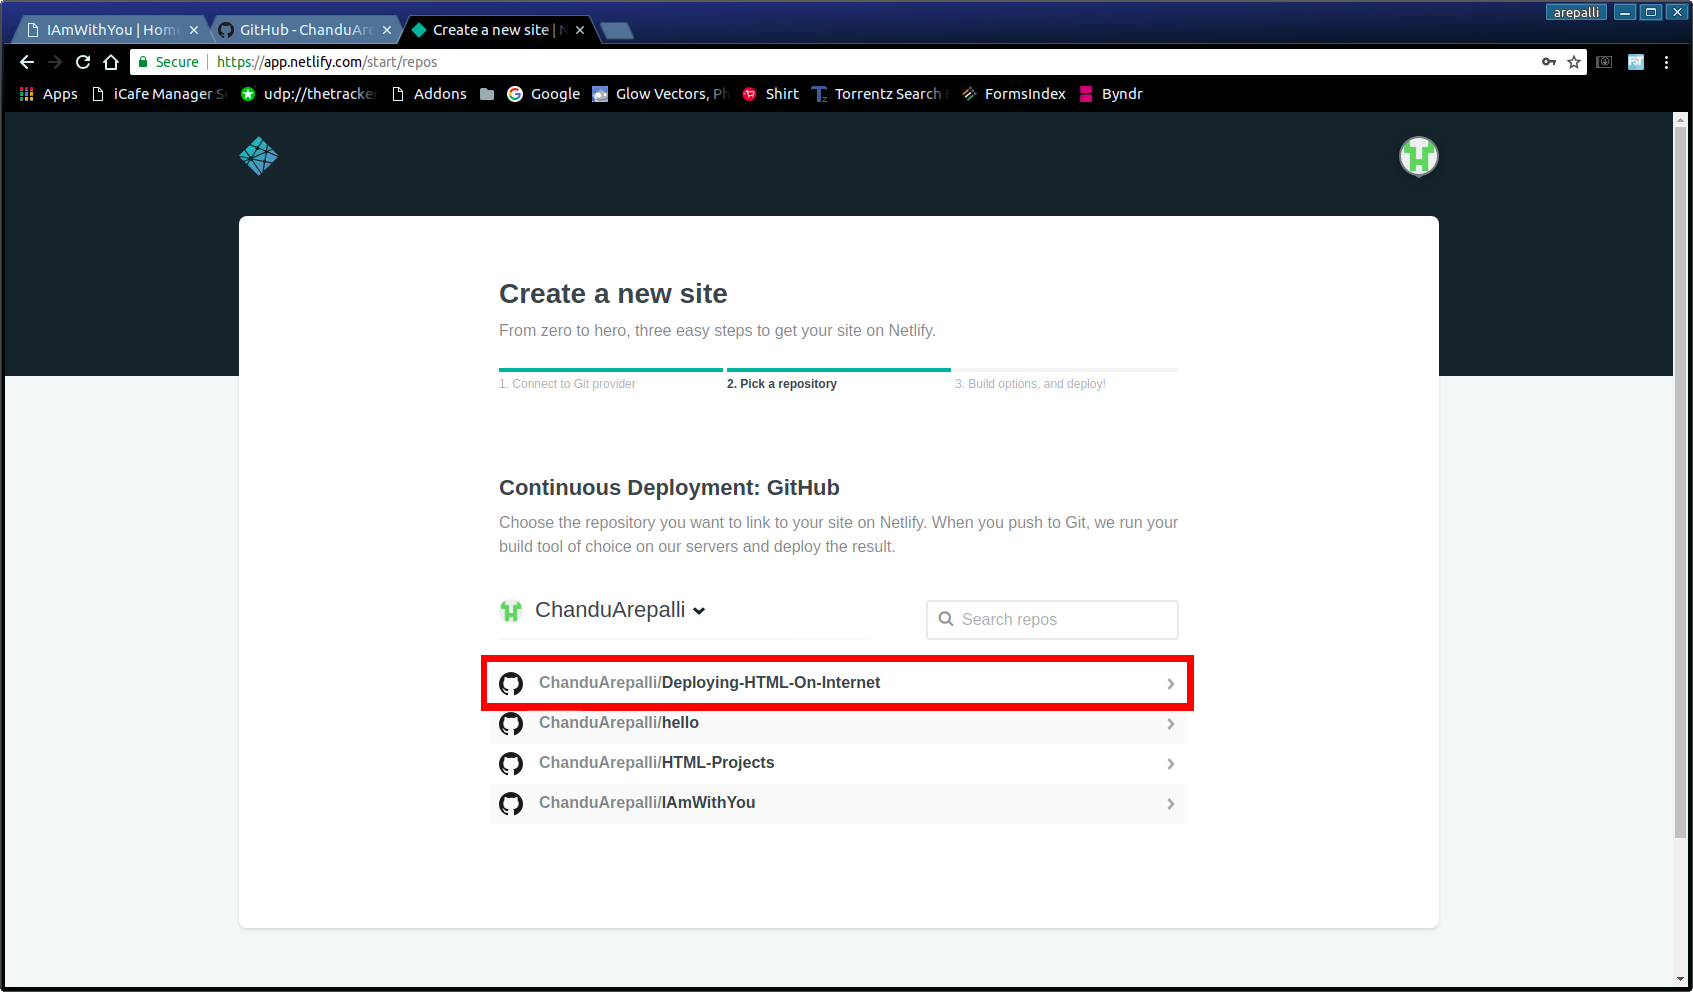 arepalli
IAmWithYou | Hom
GitHub - ChanduAre
Create a new site |
Secure
https://app.netlify.com/start/repos
Apps
iCafe Manager S
udp://thetracker
Addons
Google
Glow Vectors, Ph
Shirt
Torrentz Search
FormsIndex
Byndr
Create a new site
From zero to hero, three easy steps to get your site on Netlify.
1. Connect to Git provider
2. Pick a repository
3. Build options, and deploy!
Continuous Deployment: GitHub
Choose the repository you want to link to your site on Netlify. When you push to Git, we run your
build tool of choice on our servers and deploy the result.
ChanduArepalli
Search repos
ChanduArepalli/Deploying-HTML-On-Internet
ChanduArepalli/hello
ChanduArepalli/HTML-Projects
ChanduArepalli/IAmWithYou